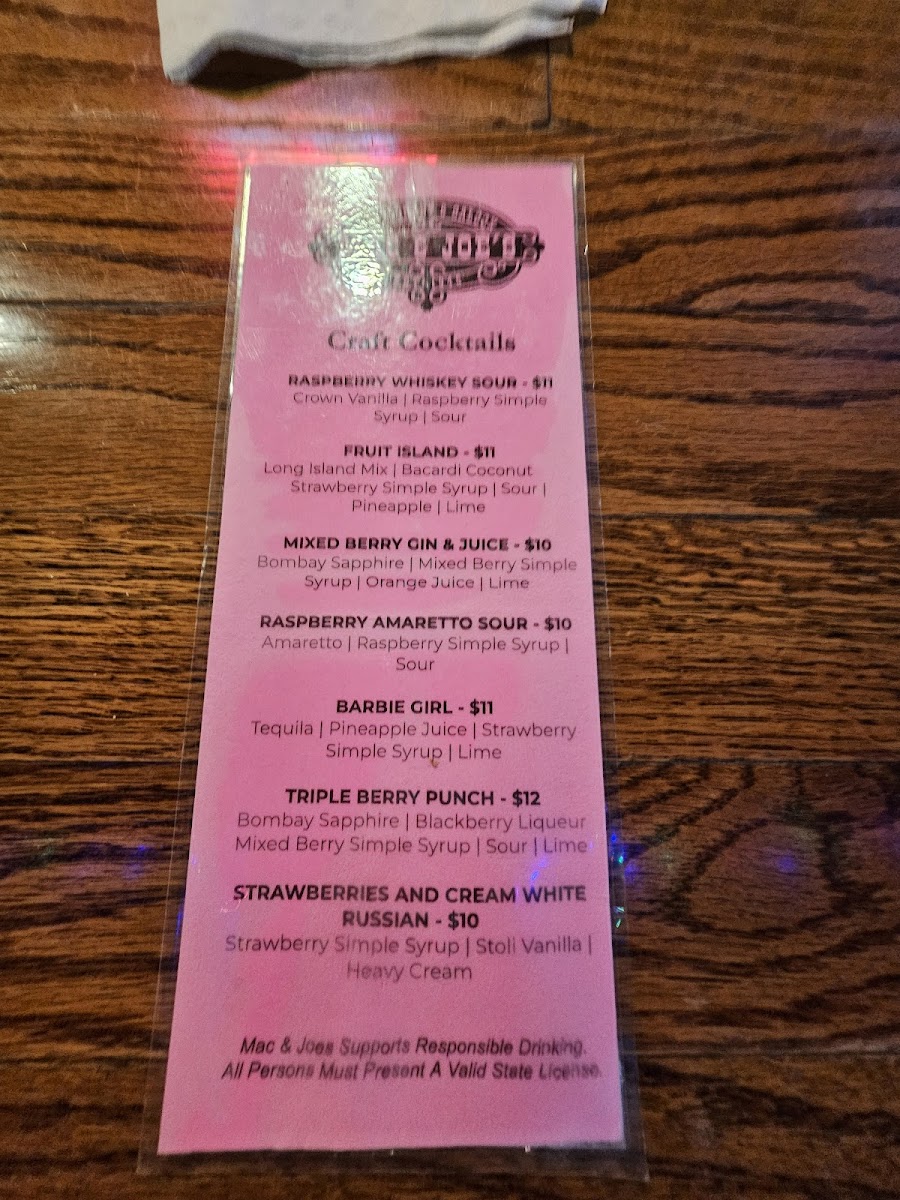 JOE'S
Craft Cocktails
RASPBERRY WHISKEY SOUR - $11
Crown Vanilla | Raspberry Simple
Syrup | Sour
FRUIT ISLAND - $11
Long Island Mix | Bacardi Coconut
Strawberry Simple Syrup | Sour |
Pineapple | Lime
MIXED BERRY GIN & JUICE - $10
Bombay Sapphire | Mixed Berry Simple
Syrup | Orange Juice | Lime
RASPBERRY AMARETTO SOUR - $10
Amaretto | Raspberry Simple Syrup |
Sour
BARBIE GIRL - $11
Tequila | Pineapple Juice | Strawberry
Simple Syrup | Lime
TRIPLE BERRY PUNCH - $12
Bombay Sapphire | Blackberry Liqueur
Mixed Berry Simple Syrup | Sour | Lime
STRAWBERRIES AND CREAM WHITE
RUSSIAN - $10
Strawberry Simple Syrup | Stoli Vanilla |
Heavy Cream
Mac & Joes Supports Responsible Drinking.
All Persons Must Present A Valid State License.